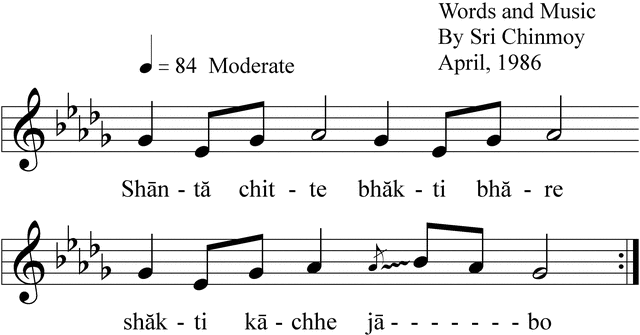 Words and Music
By Sri Chinmoy
= 84 Moderate
April, 1986
Shān - tă chit - te bhăk - ti bhă - re
shăk - ti kā - chhe jā - - - - - - - bo